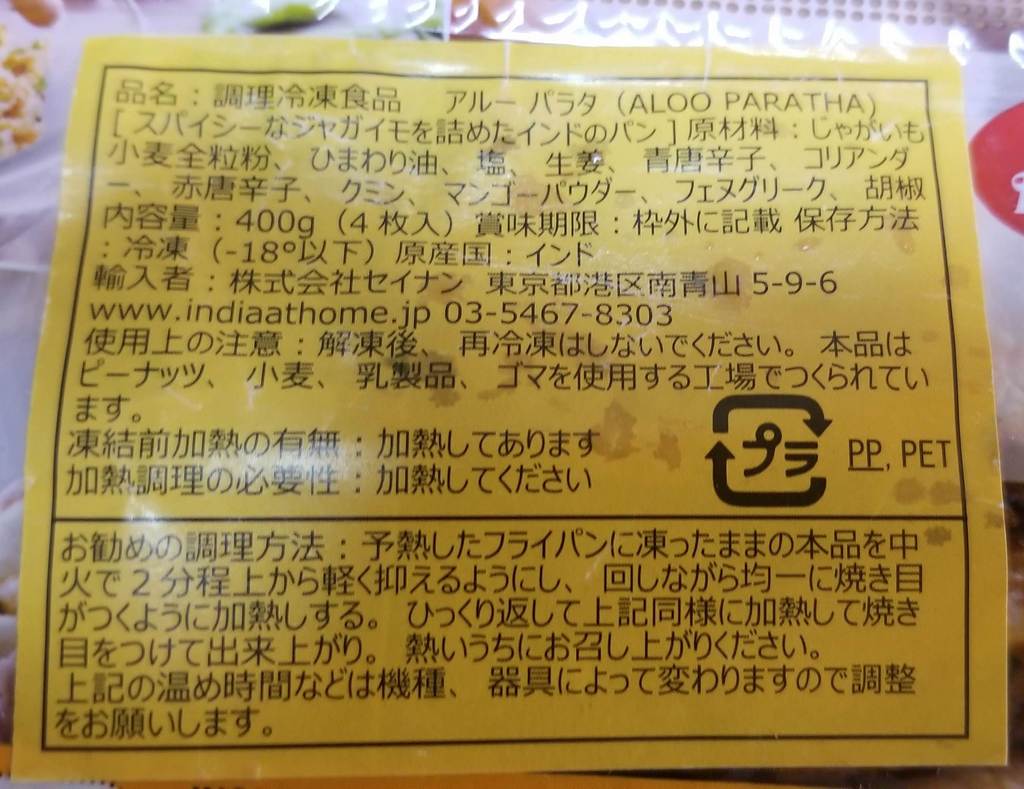 品名：調理冷凍食品　アルー パラタ（ALOO PARATHA）
[ スパイシーなジャガイモを詰めたインドのパン ] 原材料：じゃがいも
小麦全粒粉、ひまわり油、塩、生姜、青唐辛子、コリアンダ
ー、赤唐辛子、クミン、マンゴーパウダー、フェヌグリーク、胡椒
内容量：400g（4 枚入）賞味期限：枠外に記載 保存方法
：冷凍（-18°以下）原産国：インド
輸入者：株式会社セイナン 東京都港区南青山 5-9-6
www.indiaathome.jp 03-5467-8303
使用上の注意：解凍後、再冷凍はしないでください。本品は
ピーナッツ、小麦、乳製品、ゴマを使用する工場でつくられてい
ます。
凍結前加熱の有無：加熱してあります
加熱調理の必要性：加熱してください
プラ PP, PET
お勧めの調理方法：予熱したフライパンに凍ったままの本品を中
火で 2 分程上から軽く抑えるようにし、回しながら均一に焼き目
がつくように加熱しする。ひっくり返して上記同様に加熱して焼き
目をつけて出来上がり。熱いうちにお召し上がりください。
上記の温め時間などは機種、器具によって変わりますので調整
をお願いします。